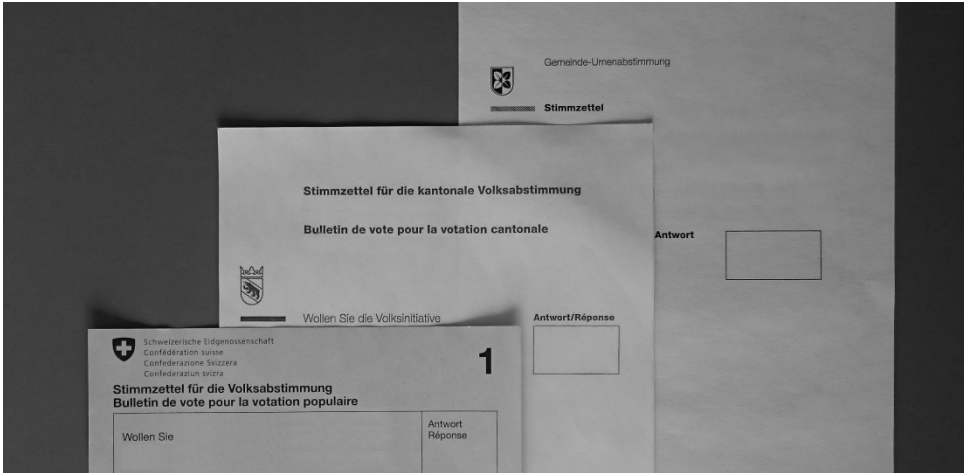 Gemeinde-Urnenabstimmung
Stimmzettel
Antwort
Stimmzettel für die kantonale Volksabstimmung
Bulletin de vote pour la votation cantonale
Wollen Sie die Volksinitiative
Antwort/Réponse
Schweizerische Eidgenossenschaft
Confédération suisse
Confederazione Svizzera
Confederaziun svizra
1
Stimmzettel für die Volksabstimmung
Bulletin de vote pour la votation populaire
Wollen Sie
Antwort
Réponse